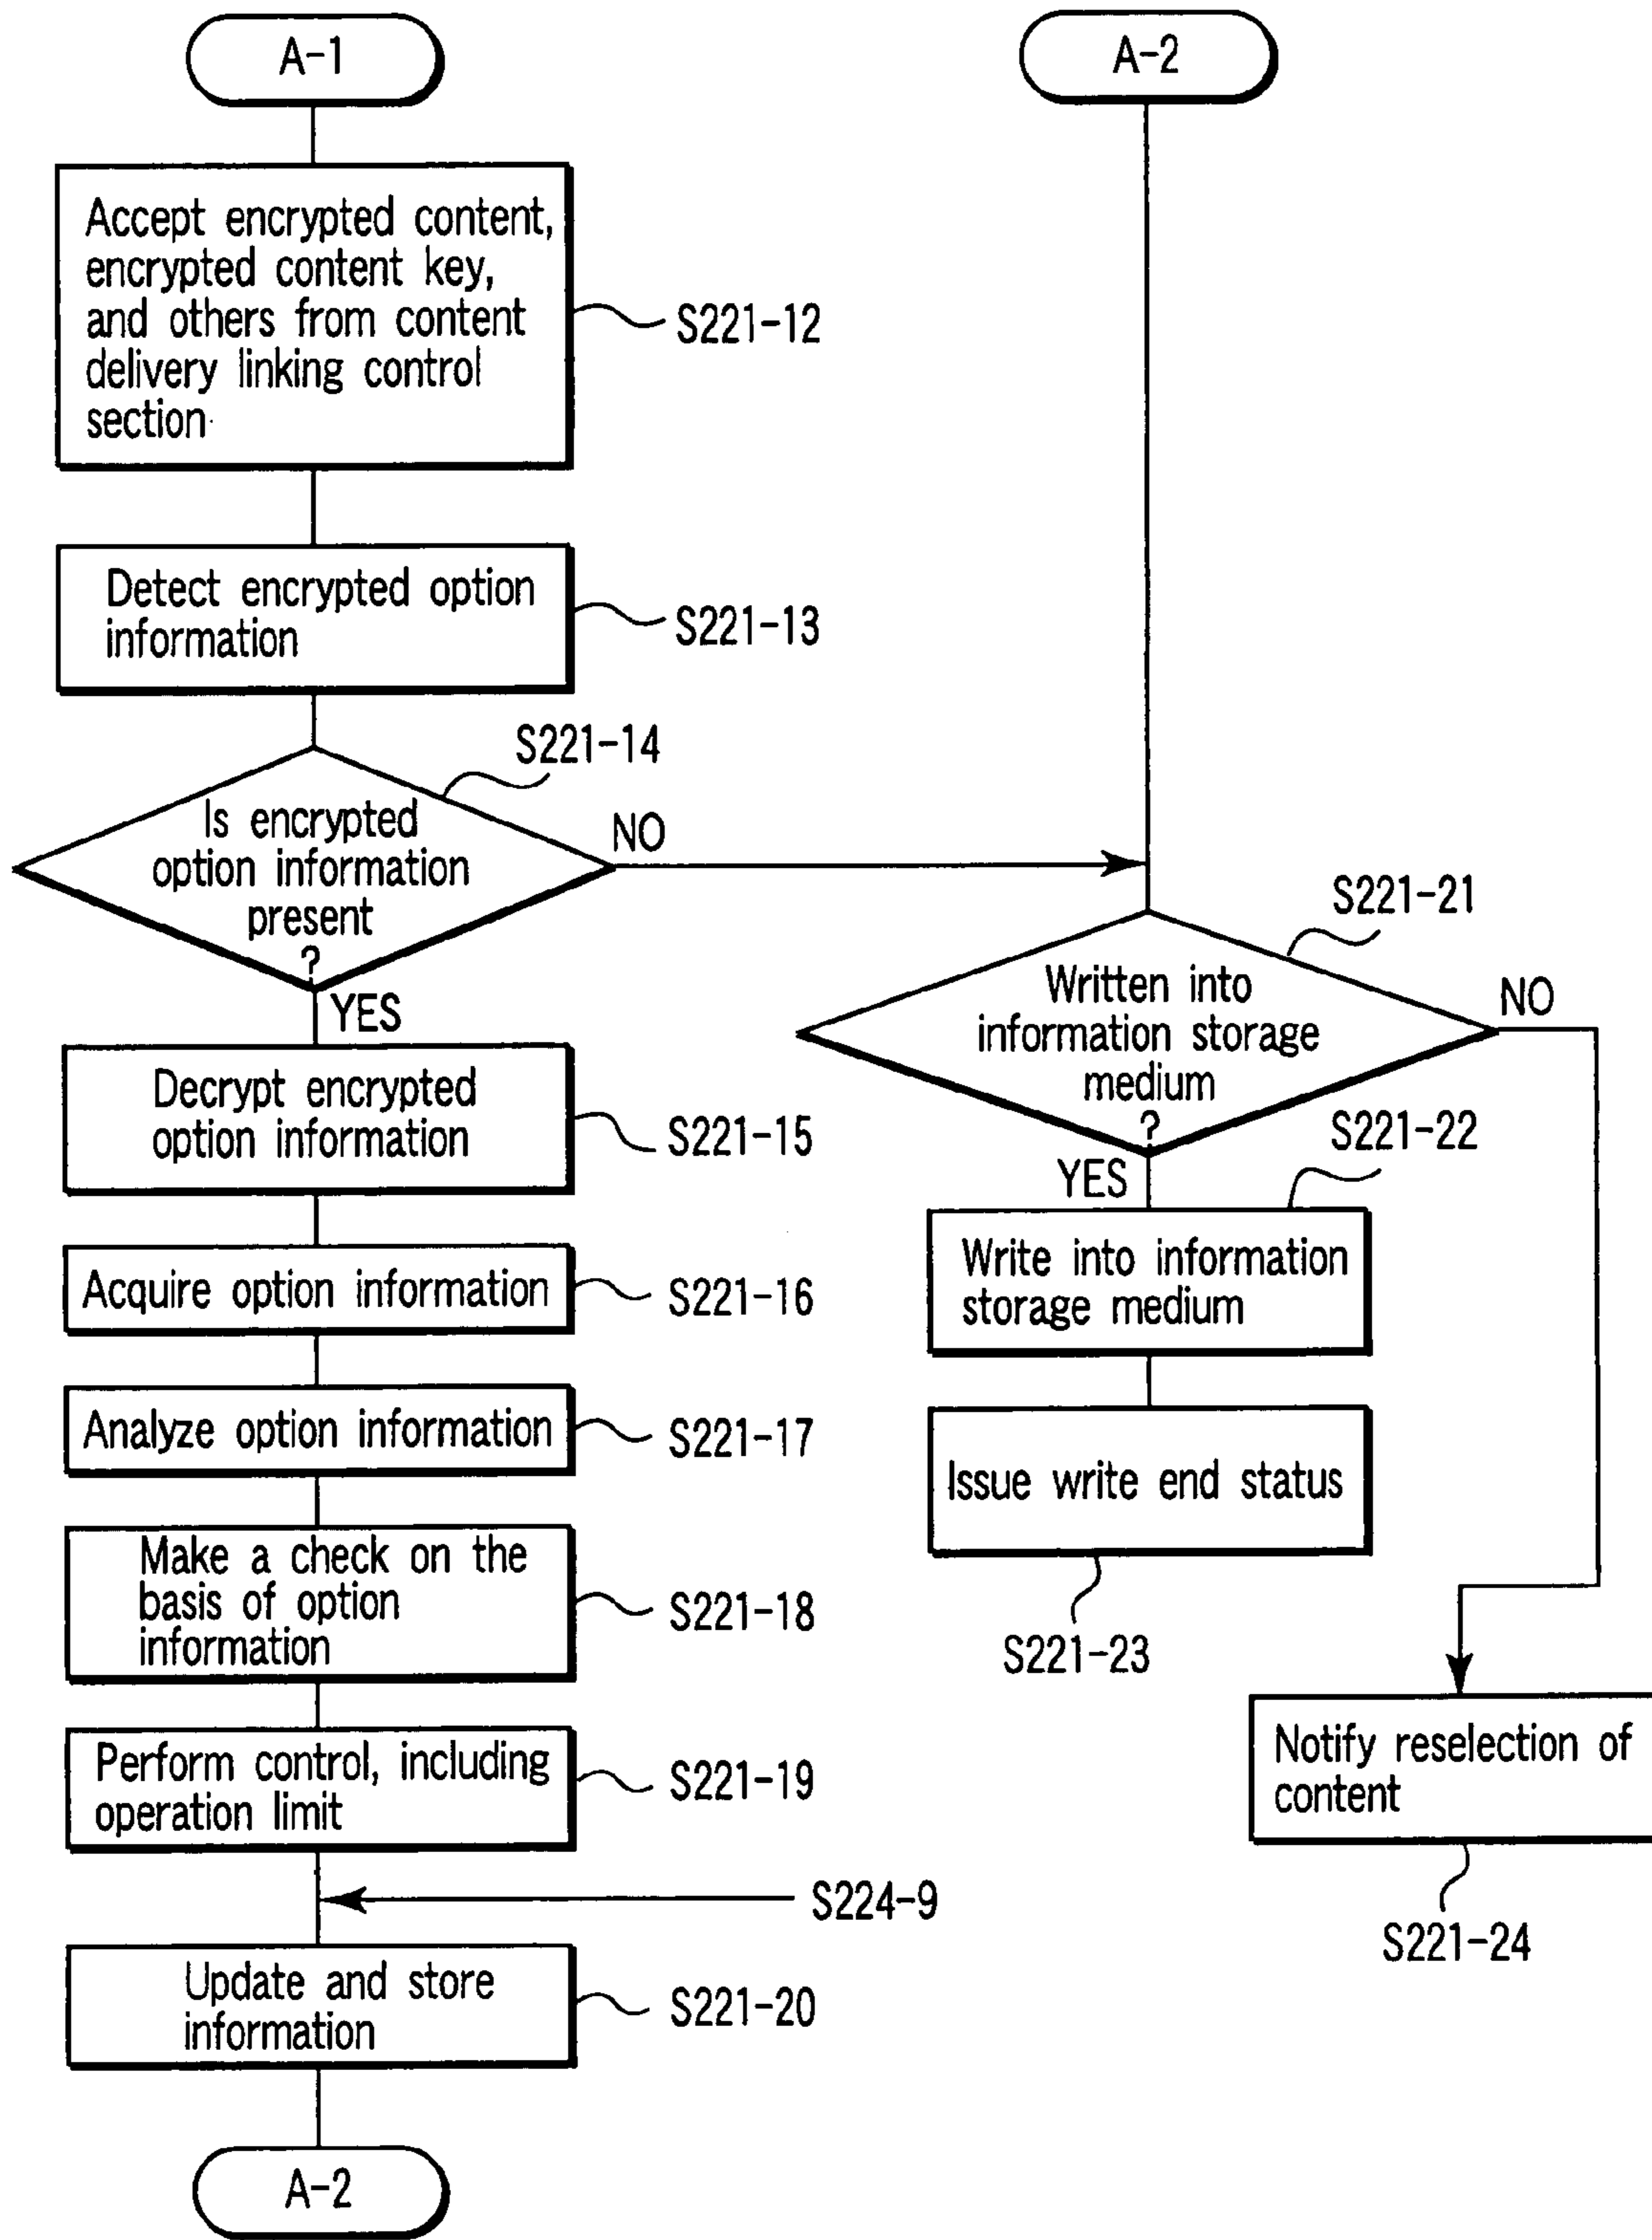 A-1
Accept encrypted content,
encrypted content key,
and others from content
delivery linking control
section
S221-12
Detect encrypted option
information
S221-13
S221-14
Is encrypted
option information
present
?
NO
YES
Decrypt encrypted
option information
S221-15
Acquire option information
S221-16
Analyze option information
S221-17
Make a check on the
basis of option
information
S221-18
Perform control, including
operation limit
S221-19
S224-9
Update and store
information
S221-20
A-2
A-2
S221-21
Written into
information storage
medium
?
NO
YES
S221-22
Write into information
storage medium
Issue write end status
S221-23
Notify reselection of
content
S221-24